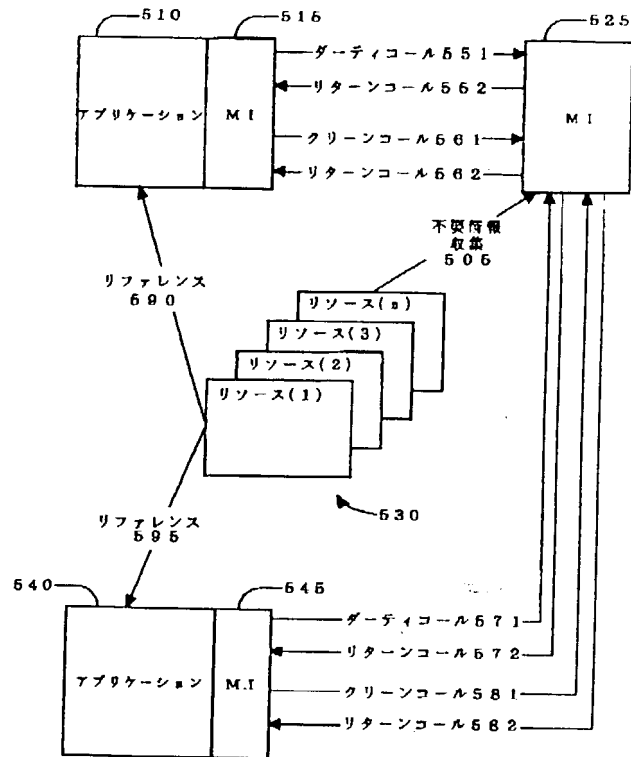 510
515
525
アプリケーション
MI
ダーティコール551
リターンコール552
クリーンコール561
リターンコール562
MI
不要情報
収集
505
リファレンス
590
リソース(n)
リソース(3)
リソース(2)
リソース(1)
530
リファレンス
595
540
545
アプリケーション
M.I
ダーティコール571
リターンコール572
クリーンコール581
リターンコール582